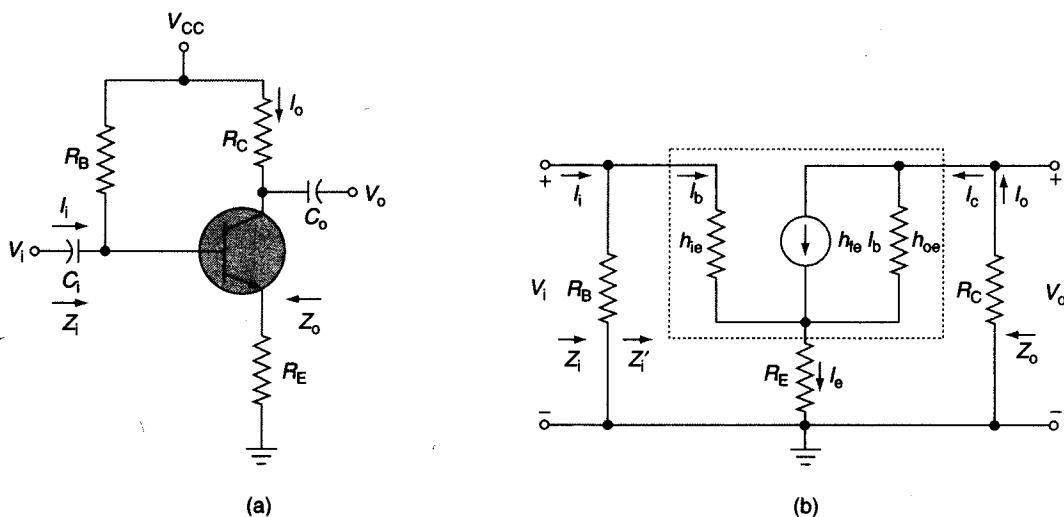 V_CC
I_o
R_B
R_C
I_i
V_o
C_o
V_i
C_i
Z_i
Z_o
R_E
(a)
+
I_i
I_b
I_c
I_o
+
h_ie
h_fe I_b
h_oe
V_i
R_B
R_C
V_o
Z_i
Z_i′
R_E
I_e
Z_o
−
−
(b)